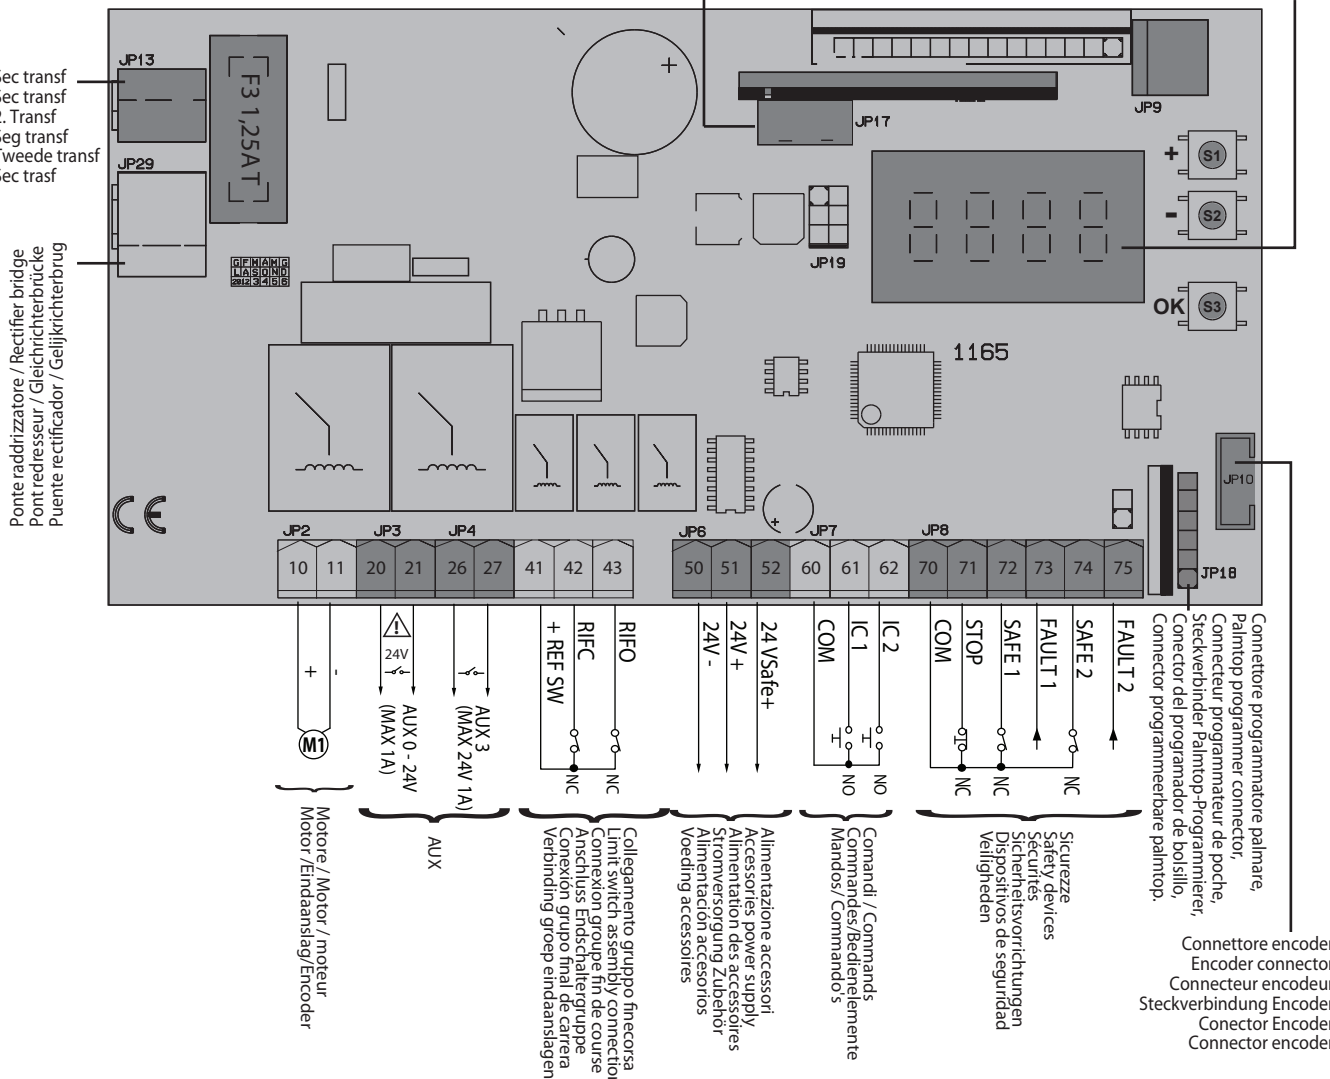 JP13
Sec transf
Sec transf
2. Transf
Seg transf
Tweede transf
Sec trasf
JP29
F3 1,25AT
JP17
JP9
+ S1
- S2
OK S3
JP19
GFMAMG
LASOND
20123456
1165
Ponte raddrizzatore / Rectifier bridge
Pont redresseur / Gleichrichterbrücke
Puente rectificador / Gelijkrichterbrug
CE
JP10
JP18
JP2 JP3 JP4 JP6 JP7 JP8
10 11 20 21 26 27 41 42 43 50 51 52 60 61 62 70 71 72 73 74 75
+
-
M1
24V
AUX 0 - 24V
(MAX 1A)
AUX 3
(MAX 24V 1A)
+ REF SW
RIFC
RIFO
NC
NC
24V -
24V +
24 VSafe+
COM
IC 1
IC 2
NO
NO
COM
STOP
SAFE 1
FAULT 1
SAFE 2
FAULT 2
NC
NC
NC
Motore / Motor / moteur
Motor /Eindaanslag/Encoder
AUX
Collegamento gruppo finecorsa
Limit switch assembly connection
Connexion groupe fin de course
Anschluss Endschaltergruppe
Conexión grupo final de carrera
Verbinding groep eindaanslagen
Alimentazione accessori
Accessories power supply
Alimentation des accessoires
Stromversorgung Zubehör
Alimentación accesorios
Voeding accessoires
Comandi / Commands
Commandes/Bedienelemente
Mandos/ Commando's
Sicurezze
Safety devices
Sécurités
Sicherheitsvorrichtungen
Dispositivos de seguridad
Veiligheden
Connettore programmatore palmare,
Palmtop programmer connector,
Connecteur programmateur de poche,
Steckverbinder Palmtop-Programmierer,
Conector del programador de bolsillo,
Connector programmeerbare palmtop.
Connettore encoder
Encoder connector
Connecteur encodeur
Steckverbindung Encoder
Conector Encoder
Connector encoder